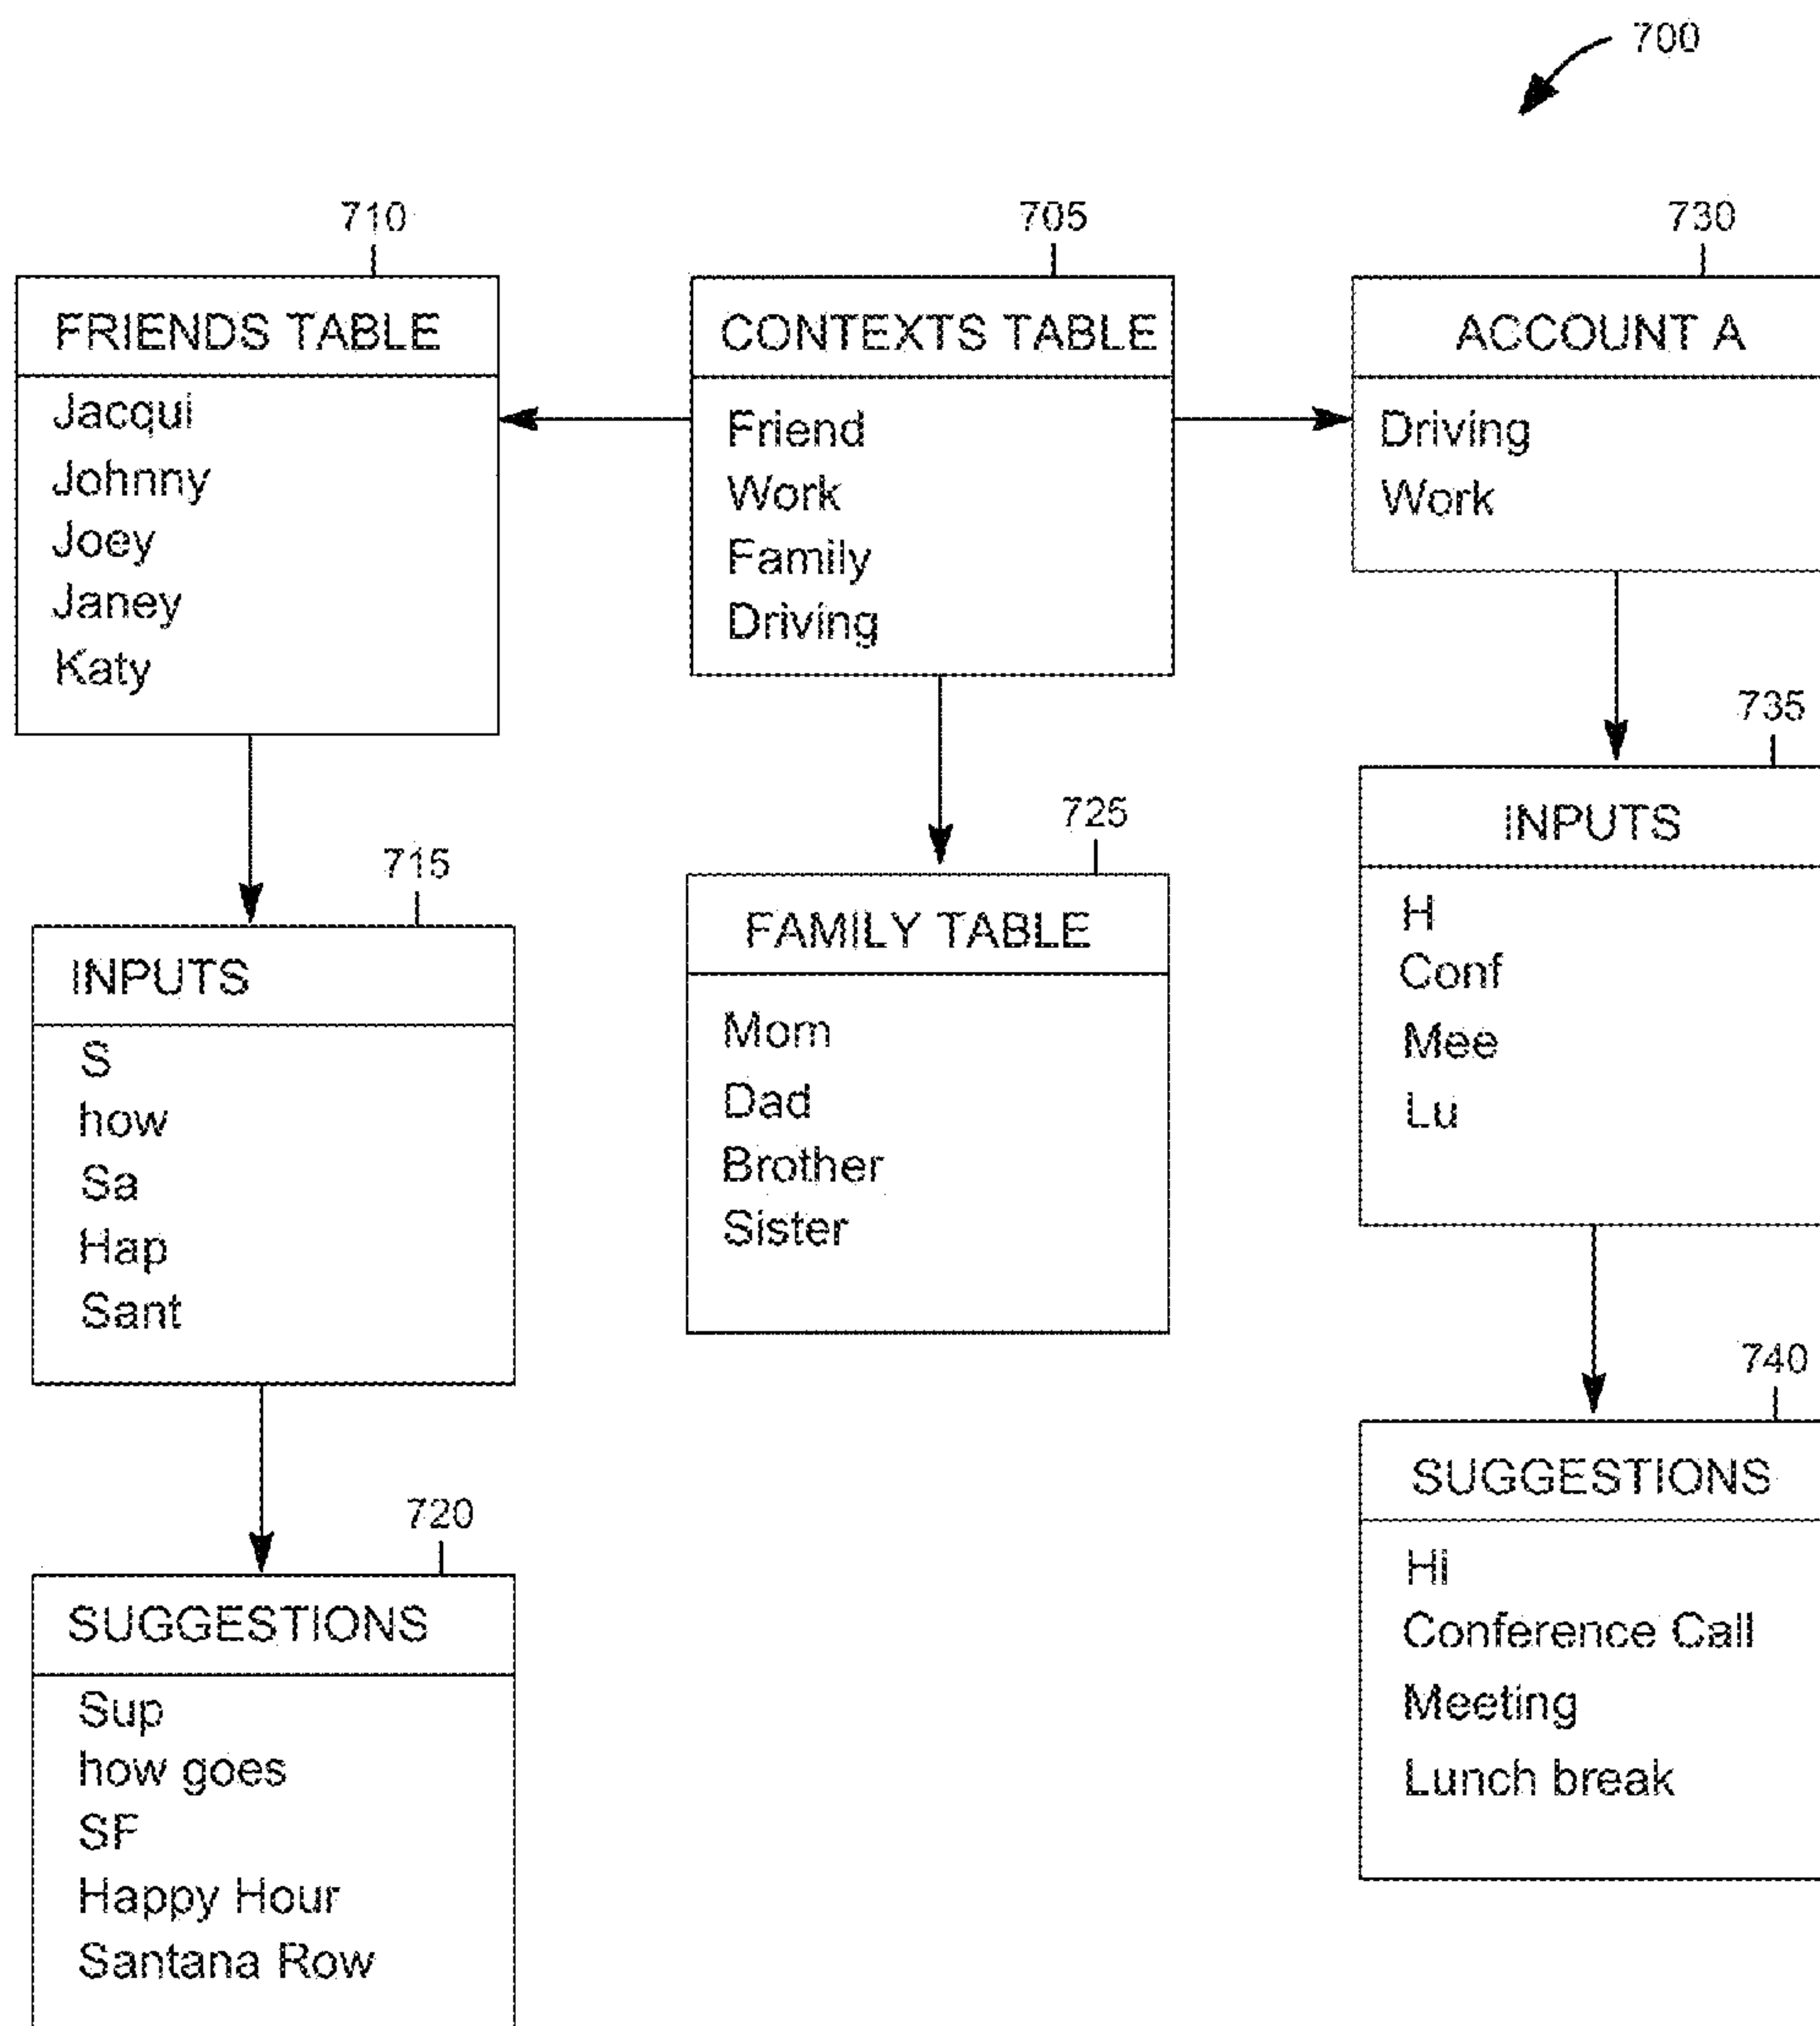 700
710
FRIENDS TABLE
Jacqui
Johnny
Joey
Janey
Katy
705
CONTEXTS TABLE
Friend
Work
Family
Driving
730
ACCOUNT A
Driving
Work
715
INPUTS
S
how
Sa
Hap
Sant
725
FAMILY TABLE
Mom
Dad
Brother
Sister
735
INPUTS
H
Conf
Mee
Lu
720
SUGGESTIONS
Sup
how goes
SF
Happy Hour
Santana Row
740
SUGGESTIONS
Hi
Conference Call
Meeting
Lunch break